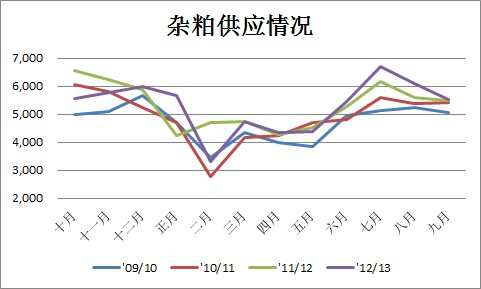 杂粕供应情况
7,000
6,000
5,000
4,000
3,000
2,000
十月 十一月 十二月 正月 二月 三月 四月 五月 六月 七月 八月 九月
'09/10 '10/11 '11/12 '12/13